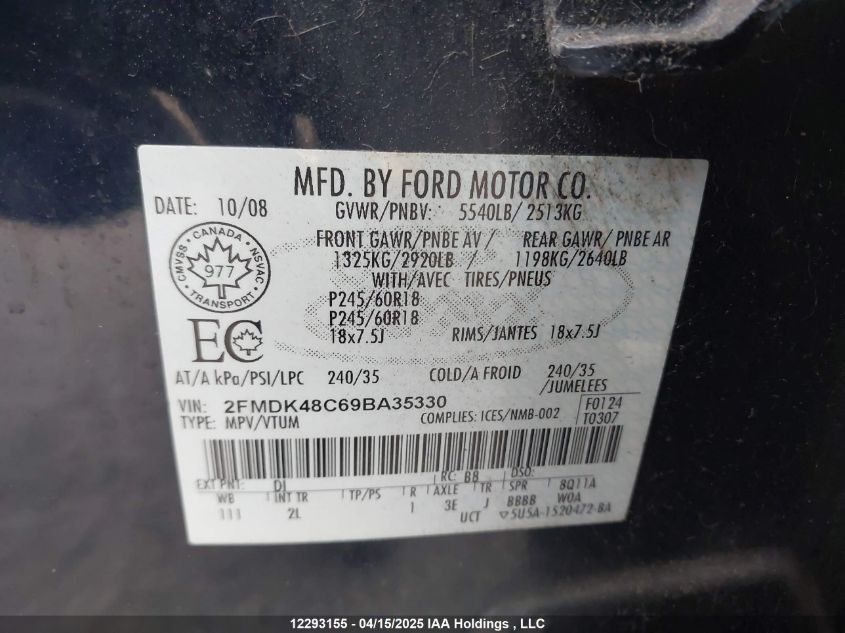 MFD. BY FORD MOTOR CO.
DATE: 10/08 GVWR/PNBV: 5540LB/ 2513KG
FRONT GAWR/PNBE AV / REAR GAWR/ PNBE AR
1325KG/2920LB / 1198KG/2640LB
WITH/AVEC TIRES/PNEUS
P245/60R18
P245/60R18
18x7.5J RIMS/JANTES 18x7.5J
CMVSS - CANADA - NSVAC
977
TRANSPORT
EC
AT/A kPa/PSI/LPC 240/35 COLD/A FROID 240/35
/JUMELEES
VIN: 2FMDK48C69BA35330
TYPE: MPV/VTUM COMPLIES: ICES/NMB-002
F0124
T0307
EXT PNT: DI RC: BB DSO:
WB INT TR TP/PS R AXLE TR SPR 8Q11A
111 2L 1 3E J BBBB WOA
UCT ▽5U5A-1520472-BA
12293155 - 04/15/2025 IAA Holdings , LLC